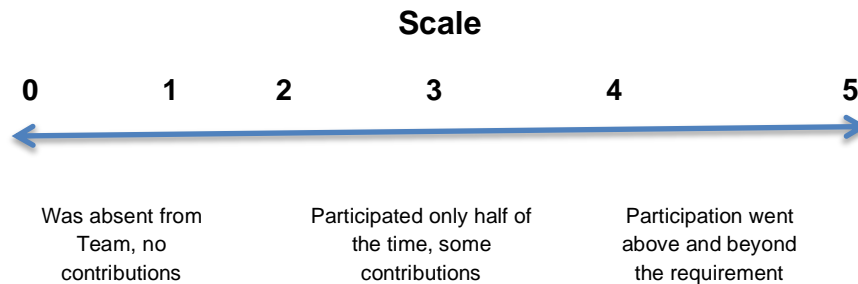 Scale
0 1 2 3 4 5
Was absent from
Team, no
contributions
Participated only half of
the time, some
contributions
Participation went
above and beyond
the requirement